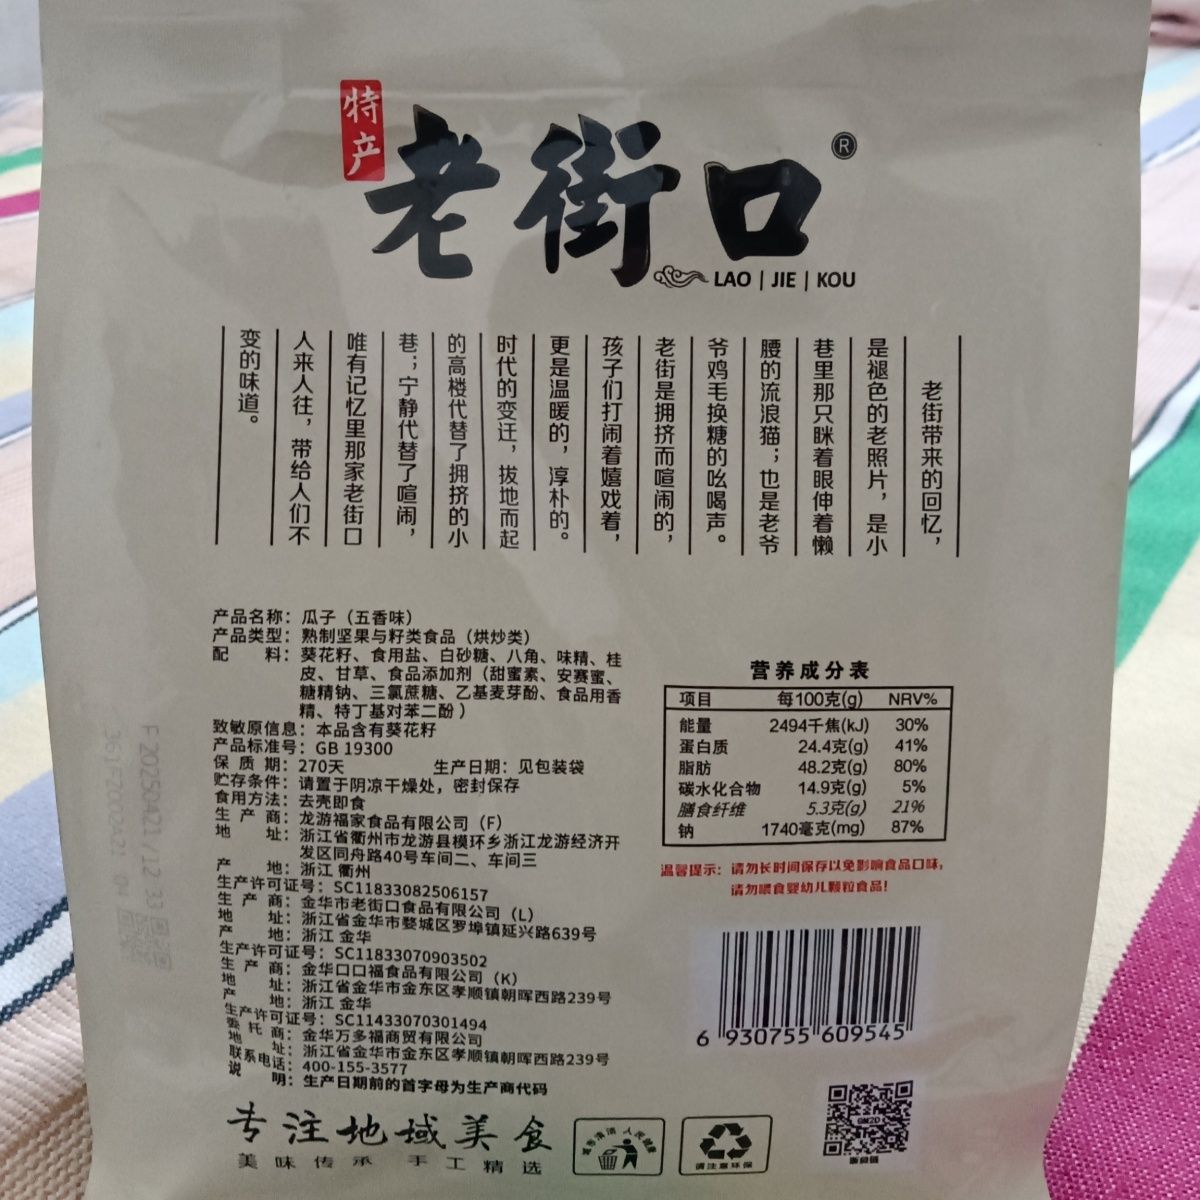 特产
老街口®
LAO | JIE | KOU
老街带来的回忆，
是褪色的老照片，是小
巷里那只眯着眼伸着懒
腰的流浪猫；也是老爷
爷鸡毛换糖的吆喝声。
老街是拥挤而喧闹的，
孩子们打闹着嬉戏着，
更是温暖的，淳朴的。
时代的变迁，拔地而起
的高楼代替了拥挤的小
巷；宁静代替了喧闹，
唯有记忆里那家老街口
人来人往，带给人们不
变的味道。
产品名称：瓜子（五香味）
产品类型：熟制坚果与籽类食品（烘炒类）
配 料：葵花籽、食用盐、白砂糖、八角、味精、桂
皮、甘草、食品添加剂（甜蜜素、安赛蜜、
糖精钠、三氯蔗糖、乙基麦芽酚、食品用香
精、特丁基对苯二酚）
致敏原信息：本品含有葵花籽
产品标准号：GB 19300
保 质 期：270天 生产日期：见包装袋
贮存条件：请置于阴凉干燥处，密封保存
食用方法：去壳即食
生 产 商：龙游福家食品有限公司（F）
地 址：浙江省衢州市龙游县模环乡浙江龙游经济开
发区同舟路40号车间二、车间三
产 地：浙江 衢州
生产许可证号：SC11833082506157
生 产 商：金华市老街口食品有限公司（L）
地 址：浙江省金华市婺城区罗埠镇延兴路639号
产 地：浙江 金华
生产许可证号：SC11833070903502
生 产 商：金华口口福食品有限公司（K）
地 址：浙江省金华市金东区孝顺镇朝晖西路239号
产 地：浙江 金华
生产许可证号：SC11433070301494
委 托 商：金华万多福商贸有限公司
地 址：浙江省金华市金东区孝顺镇朝晖西路239号
联系电话：400-155-3577
说 明：生产日期前的首字母为生产商代码
营养成分表
项目 每100克(g) NRV%
能量 2494千焦(kJ) 30%
蛋白质 24.4克(g) 41%
脂肪 48.2克(g) 80%
碳水化合物 14.9克(g) 5%
膳食纤维 5.3克(g) 21%
钠 1740毫克(mg) 87%
温馨提示：请勿长时间保存以免影响食品口味，
请勿喂食婴幼儿颗粒食品！
6 930755 609545
专注地域美食
美味传承 手工精选
请注意环保
F 20250421/12 33